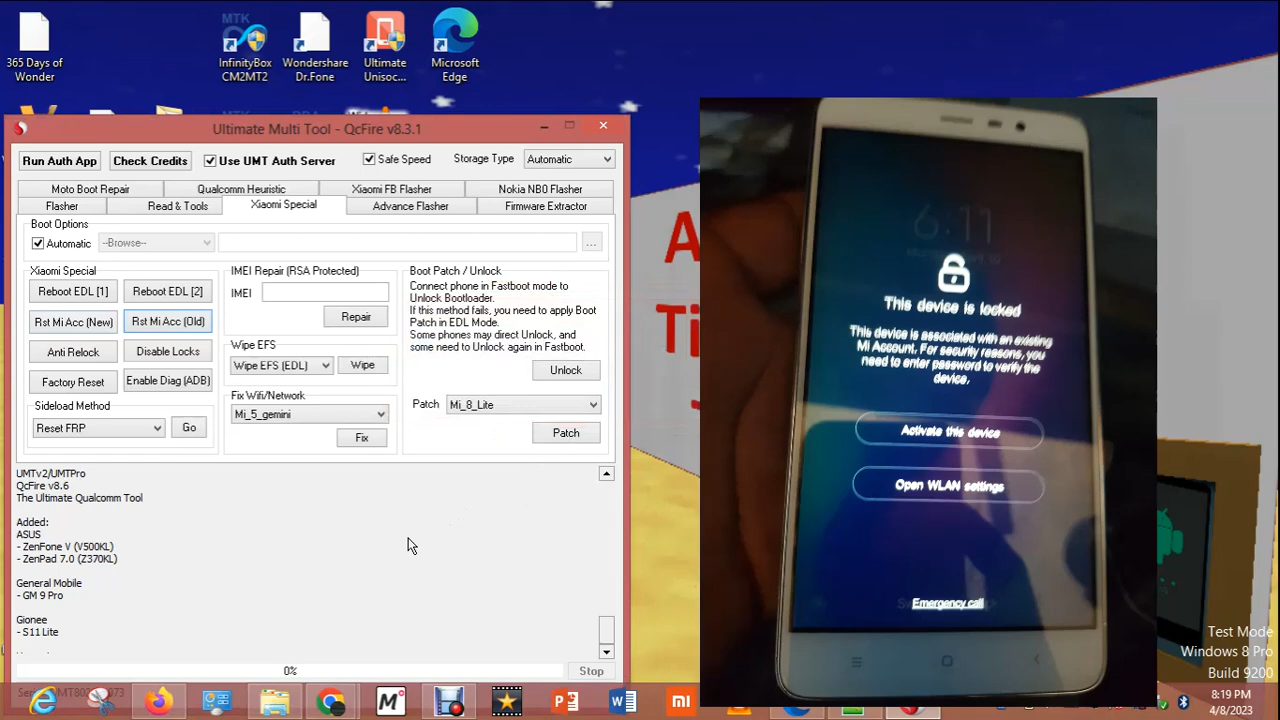 365 Days of
Wonder
MTK
InfinityBox
CM2MT2
Wondershare
Dr.Fone
Ultimate
Unisoc...
Microsoft
Edge
Ultimate Multi Tool - QcFire v8.3.1
Run Auth App
Check Credits
Use UMT Auth Server
Safe Speed
Storage Type
Automatic
Moto Boot Repair
Qualcomm Heuristic
Xiaomi FB Flasher
Nokia NB0 Flasher
Flasher
Read & Tools
Xiaomi Special
Advance Flasher
Firmware Extractor
Boot Options
Automatic
--Browse--
...
Xiaomi Special
Reboot EDL [1]
Reboot EDL [2]
Rst Mi Acc (New)
Rst Mi Acc (Old)
Anti Relock
Disable Locks
Factory Reset
Enable Diag (ADB)
Sideload Method
Reset FRP
Go
IMEI Repair (RSA Protected)
IMEI
Repair
Wipe EFS
Wipe EFS (EDL)
Wipe
Fix Wifi/Network
Mi_5_gemini
Fix
Boot Patch / Unlock
Connect phone in Fastboot mode to
Unlock Bootloader.
If this method fails, you need to apply Boot
Patch in EDL Mode.
Some phones may direct Unlock, and
some need to Unlock again in Fastboot.
Unlock
Patch
Mi_8_Lite
Patch
UMTv2/UMTPro
QcFire v8.6
The Ultimate Qualcomm Tool
Added:
ASUS
- ZenFone V (V500KL)
- ZenPad 7.0 (Z370KL)
General Mobile
- GM 9 Pro
Gionee
- S11 Lite
0%
Stop
6:11
This device is locked
This device is associated with an existing
Mi Account. For security reasons, you
need to enter password to verify the
device.
Activate this device
Open WLAN settings
Emergency call
Test Mode
Windows 8 Pro
Build 9200
8:19 PM
4/8/2023